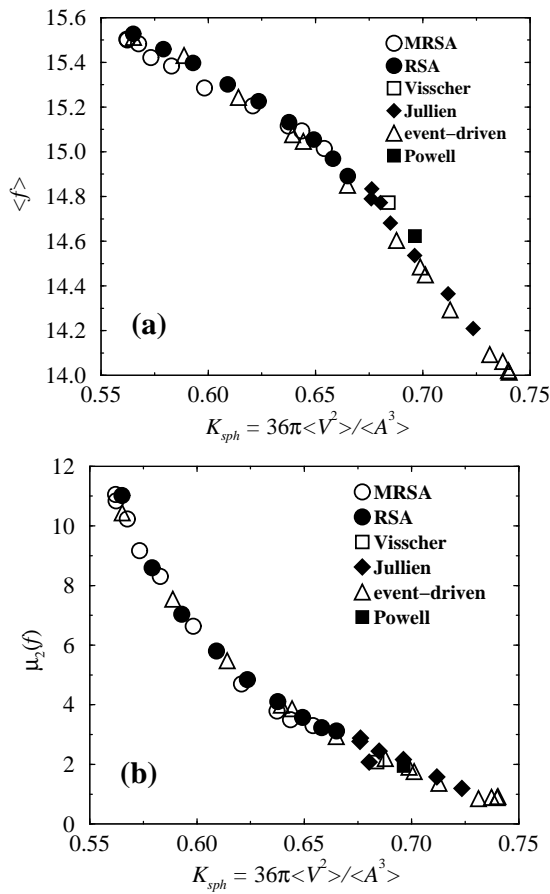 15.6
15.4
15.2
15.0
14.8
14.6
14.4
14.2
14.0
<f>
MRSA
RSA
Visscher
Jullien
event−driven
Powell
(a)
0.55 0.60 0.65 0.70 0.75
K_sph = 36π<V²>/<A³>
12
10
8
6
4
2
0
μ₂(f)
MRSA
RSA
Visscher
Jullien
event−driven
Powell
(b)
0.55 0.60 0.65 0.70 0.75
K_sph = 36π<V²>/<A³>